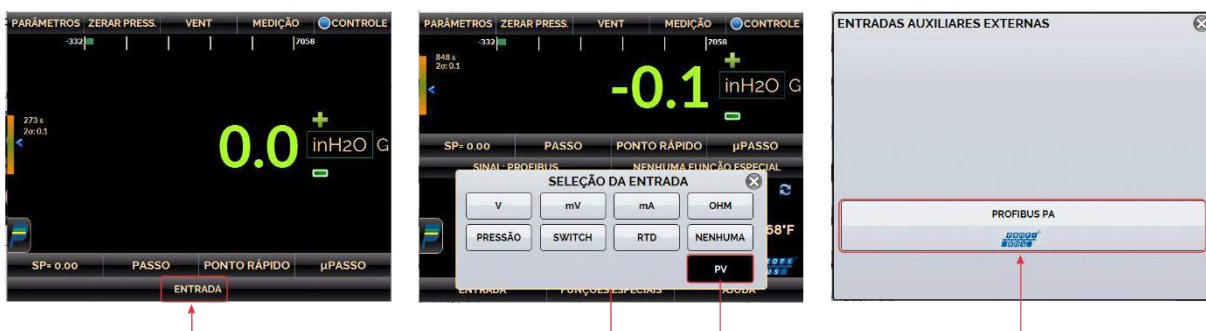 PARÂMETROS ZERAR PRESS. VENT MEDIÇÃO CONTROLE
-332 7058
273 s
2σ: 0.1
0.0 inH2O G
SP= 0.00 PASSO PONTO RÁPIDO µPASSO
ENTRADA
PARÂMETROS ZERAR PRESS. VENT MEDIÇÃO CONTROLE
-332 7058
848 s
2σ: 0.1
-0.1 inH2O G
SP= 0.00 PASSO PONTO RÁPIDO µPASSO
SINAL: PROFIBUS NENHUMA FUNÇÃO ESPECIAL
SELEÇÃO DA ENTRADA
V mV mA OHM
PRESSÃO SWITCH RTD NENHUMA 68°F
PV
ENTRADA FUNÇÕES ESPECIAIS AJUDA
ENTRADAS AUXILIARES EXTERNAS
PROFIBUS PA